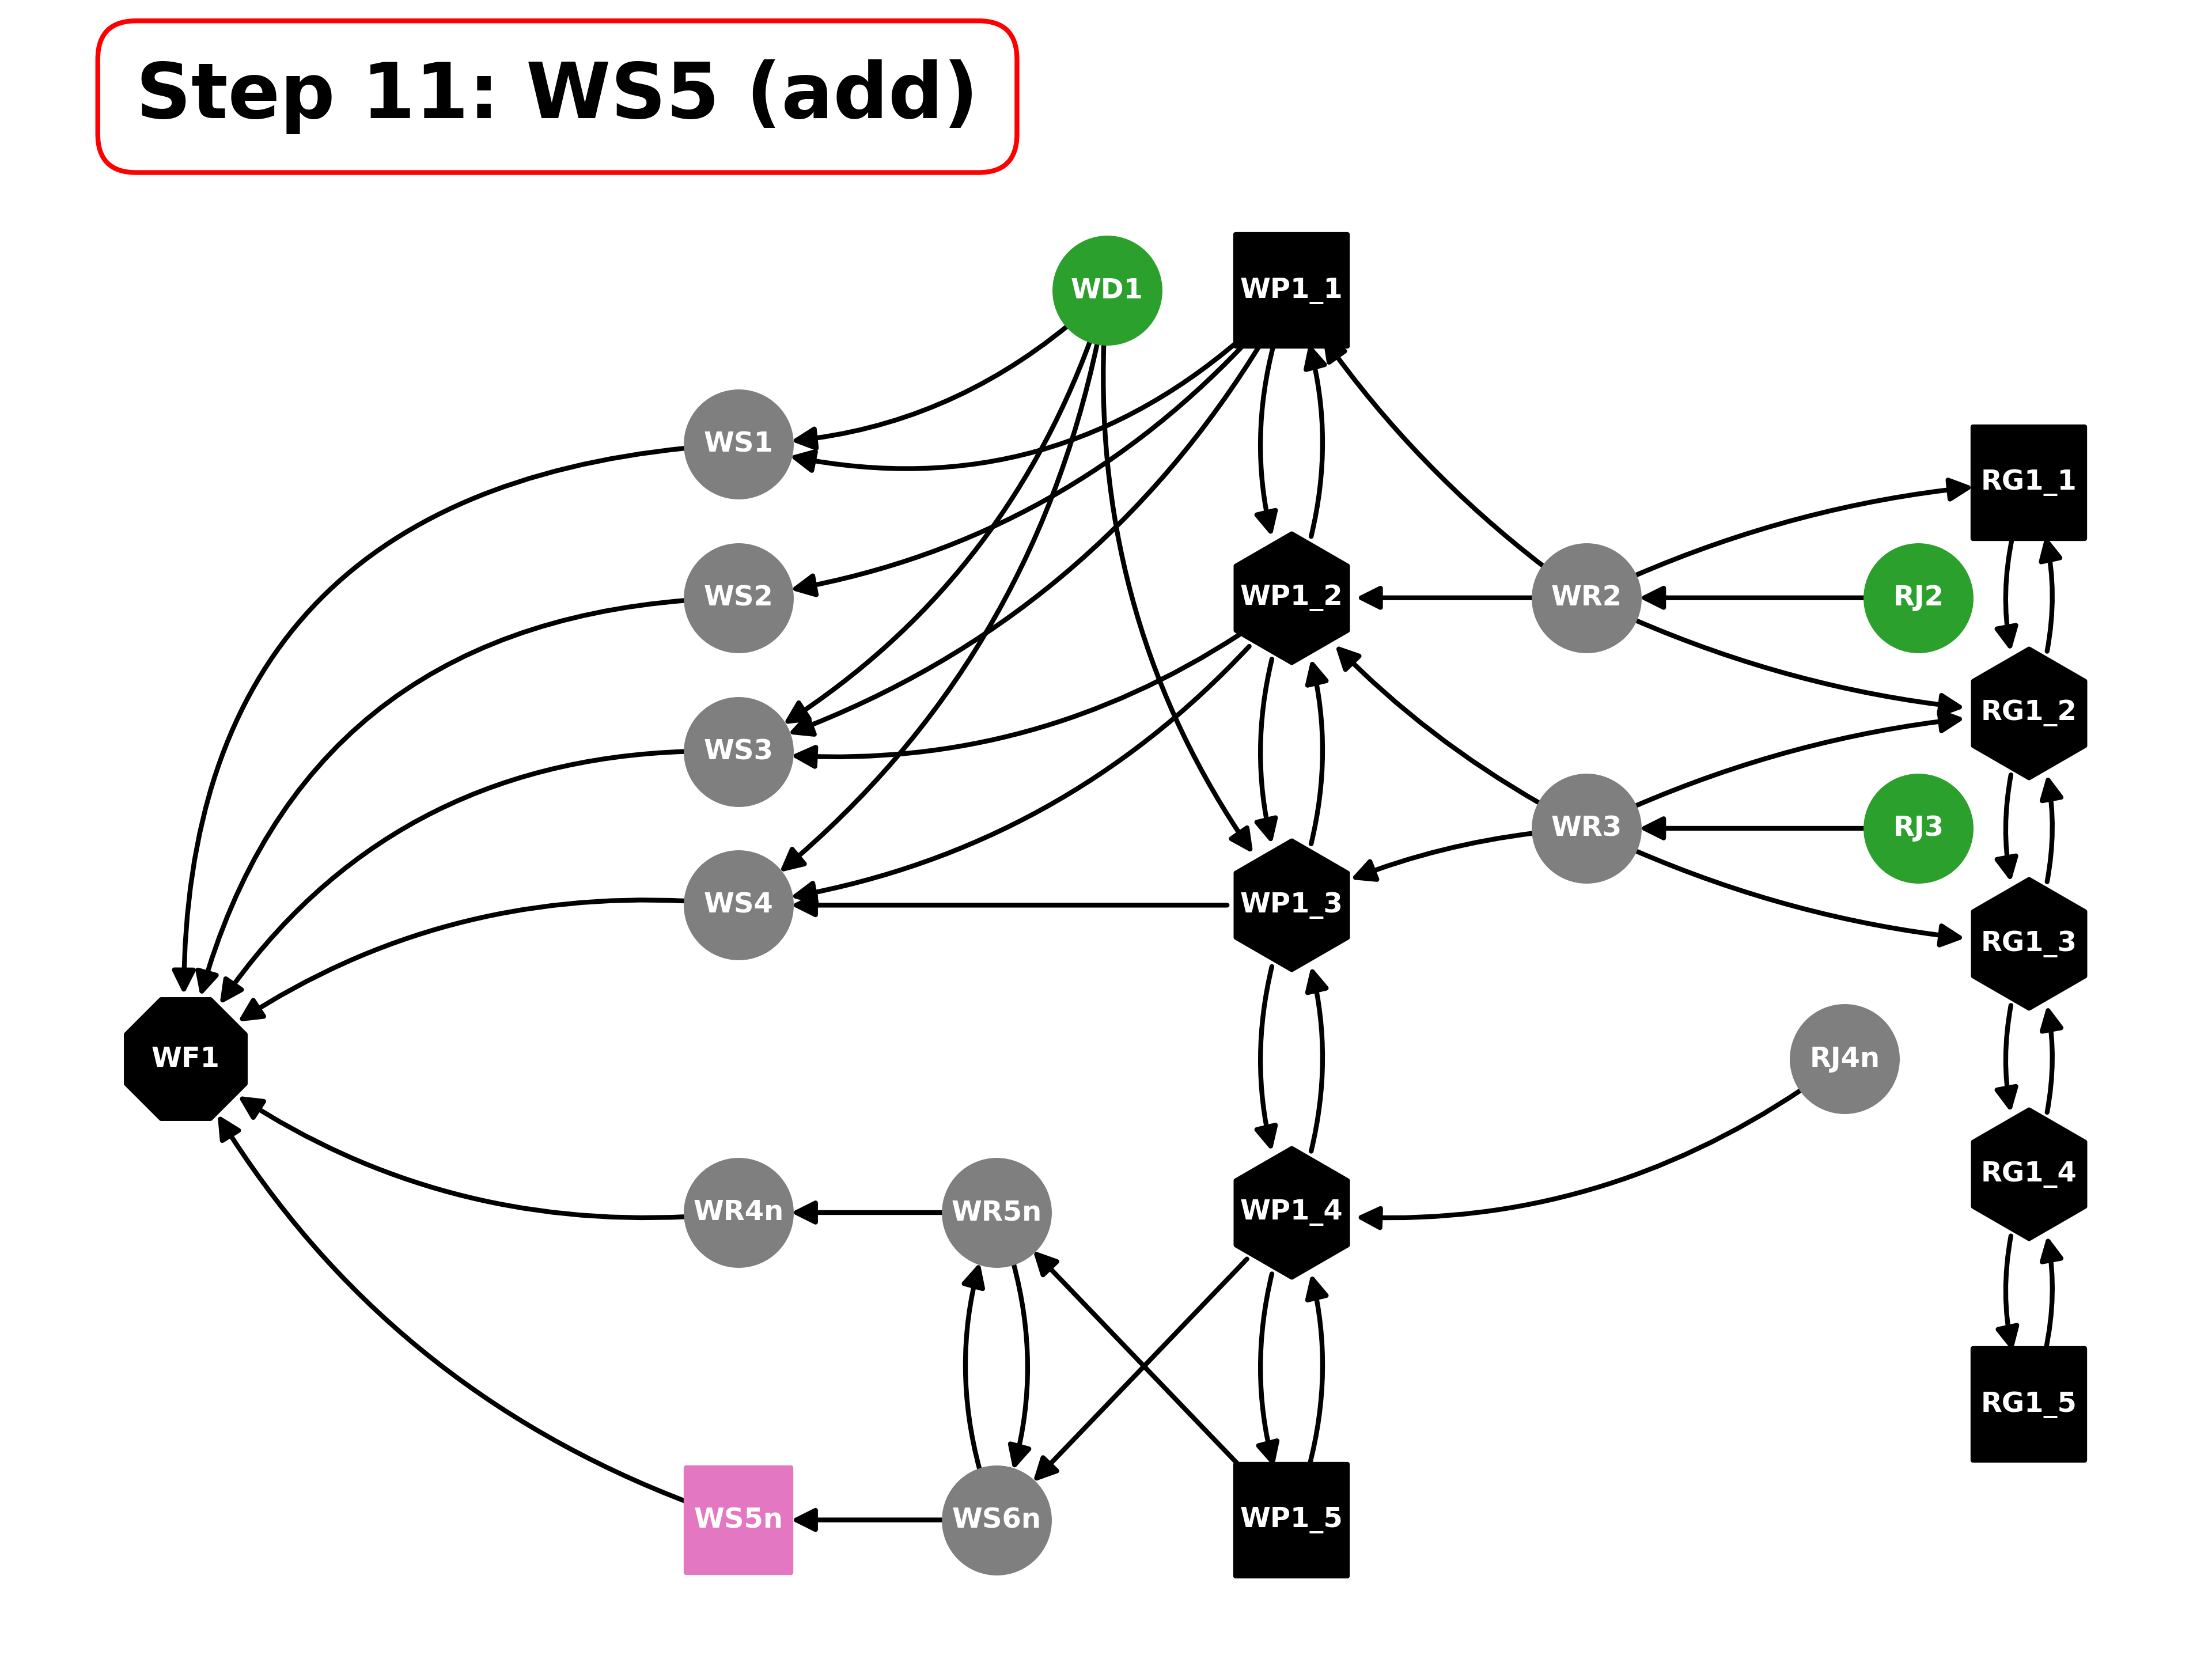 Step 11: WS5 (add)
WD1
WP1_1
WS1
RG1_1
WS2
WP1_2
WR2
RJ2
RG1_2
WS3
WR3
RJ3
WS4
WP1_3
RG1_3
WF1
RJ4n
RG1_4
WR4n
WR5n
WP1_4
RG1_5
WS5n
WS6n
WP1_5